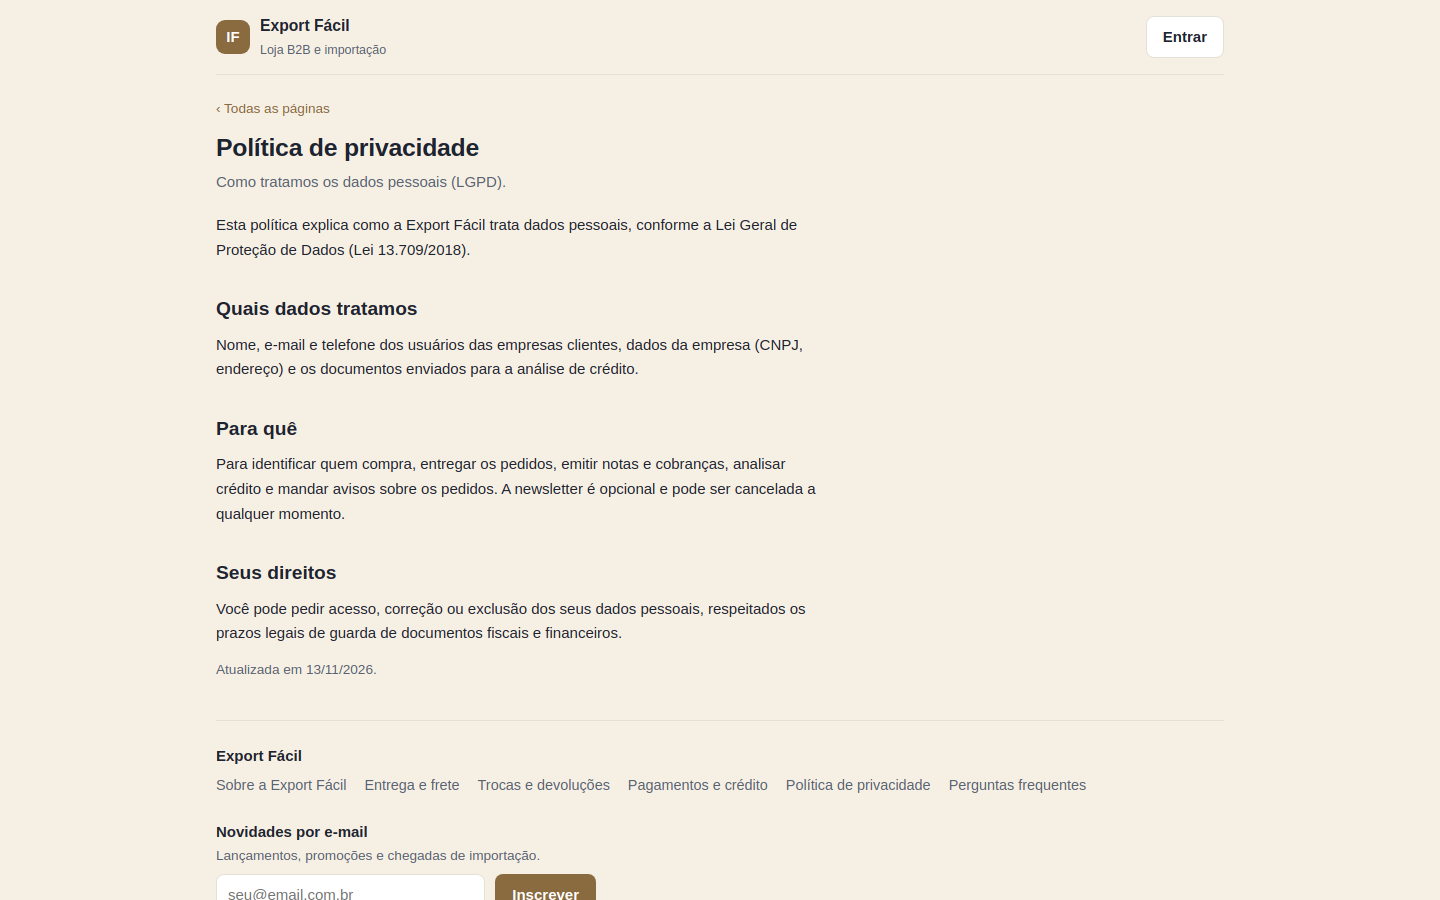 IF
Export Fácil
Loja B2B e importação
Entrar
‹ Todas as páginas
Política de privacidade
Como tratamos os dados pessoais (LGPD).
Esta política explica como a Export Fácil trata dados pessoais, conforme a Lei Geral de
Proteção de Dados (Lei 13.709/2018).
Quais dados tratamos
Nome, e-mail e telefone dos usuários das empresas clientes, dados da empresa (CNPJ,
endereço) e os documentos enviados para a análise de crédito.
Para quê
Para identificar quem compra, entregar os pedidos, emitir notas e cobranças, analisar
crédito e mandar avisos sobre os pedidos. A newsletter é opcional e pode ser cancelada a
qualquer momento.
Seus direitos
Você pode pedir acesso, correção ou exclusão dos seus dados pessoais, respeitados os
prazos legais de guarda de documentos fiscais e financeiros.
Atualizada em 13/11/2026.
Export Fácil
Sobre a Export Fácil Entrega e frete Trocas e devoluções Pagamentos e crédito Política de privacidade Perguntas frequentes
Novidades por e-mail
Lançamentos, promoções e chegadas de importação.
seu@email.com.br Inscrever